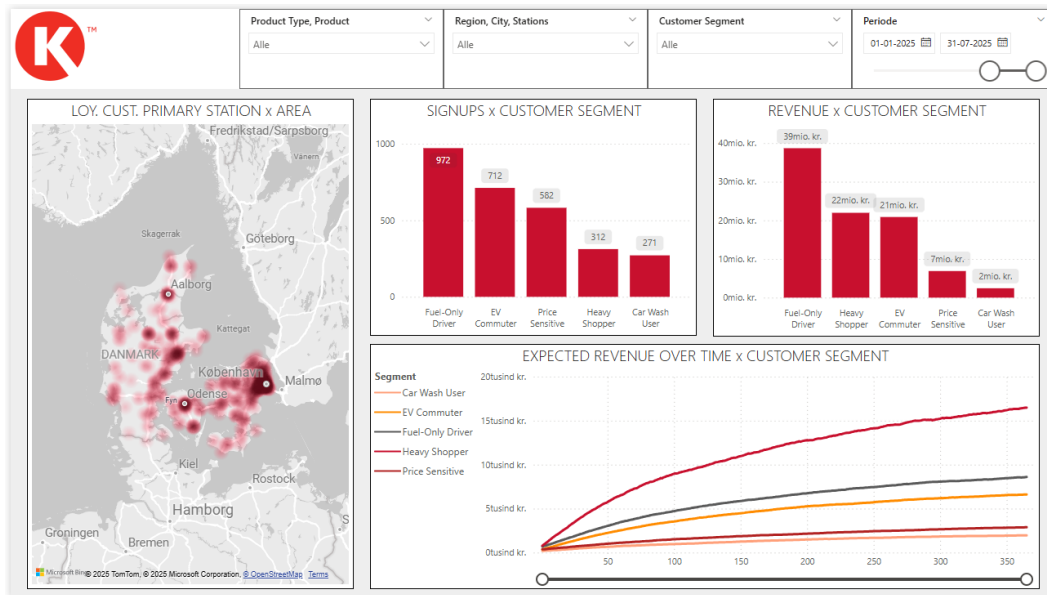 K TM
Product Type, Product
Alle
Region, City, Stations
Alle
Customer Segment
Alle
Periode
01-01-2025 31-07-2025
LOY. CUST. PRIMARY STATION x AREA
Fredrikstad/Sarpsborg
Vänern
Skagerrak
Göteborg
Aalborg
Kattegat
DANMARK
København
Malmø
Odense
Fyn
Kiel
Rostock
Hamborg
S
Groningen
Bremen
Microsoft Bing
© 2025 TomTom, © 2025 Microsoft Corporation, © OpenStreetMap Terms
SIGNUPS x CUSTOMER SEGMENT
1000
500
0
972
712
582
312
271
Fuel-Only Driver
EV Commuter
Price Sensitive
Heavy Shopper
Car Wash User
REVENUE x CUSTOMER SEGMENT
40mio. kr.
30mio. kr.
20mio. kr.
10mio. kr.
0mio. kr.
39mio. kr.
22mio. kr.
21mio. kr.
7mio. kr.
2mio. kr.
Fuel-Only Driver
Heavy Shopper
EV Commuter
Price Sensitive
Car Wash User
EXPECTED REVENUE OVER TIME x CUSTOMER SEGMENT
Segment
Car Wash User
EV Commuter
Fuel-Only Driver
Heavy Shopper
Price Sensitive
20tusind kr.
15tusind kr.
10tusind kr.
5tusind kr.
0tusind kr.
50 100 150 200 250 300 350